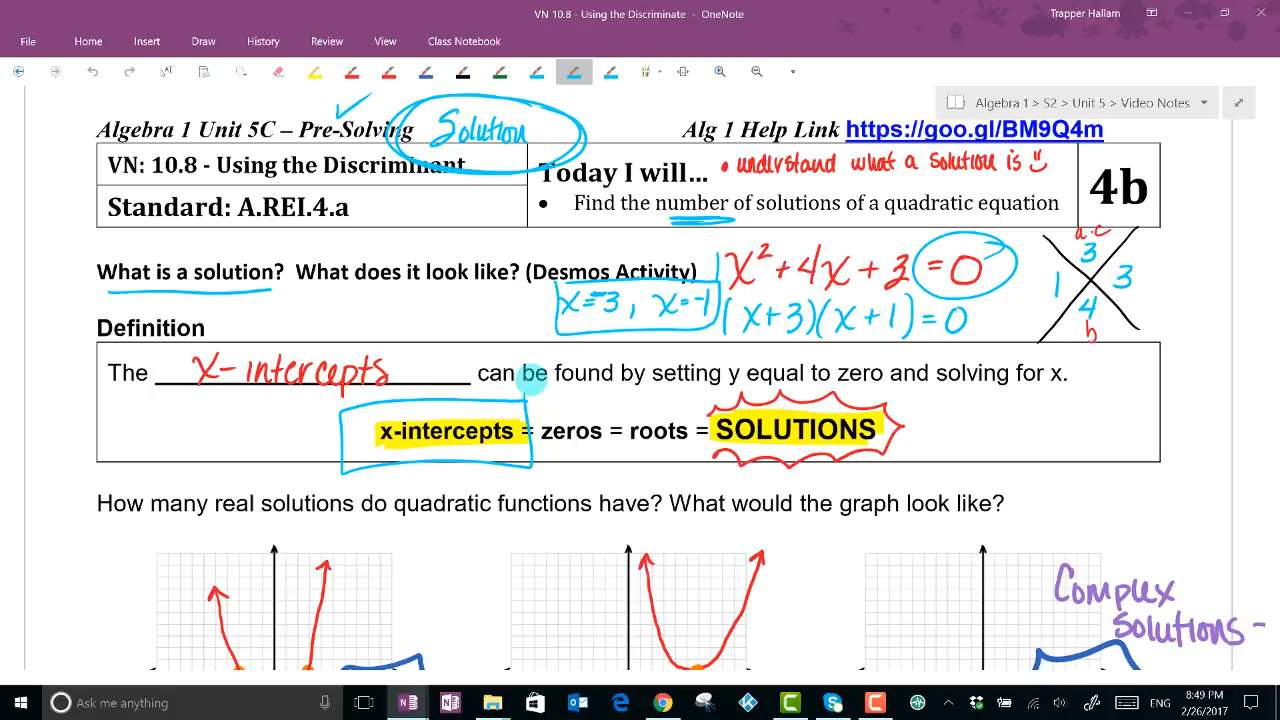 VN 10.8 - Using the Discriminate - OneNote
Trapper Hallam
File Home Insert Draw History Review View Class Notebook
Algebra 1 > S2 > Unit 5 > Video Notes
Algebra 1 Unit 5C – Pre-Solving Solution Alg 1 Help Link https://goo.gl/BM9Q4m
VN: 10.8 - Using the Discriminant
Standard: A.REI.4.a
Today I will… • understand what a solution is
• Find the number of solutions of a quadratic equation
4b
What is a solution? What does it look like? (Desmos Activity)
x² + 4x + 3 = 0
x=-3, x=-1
(x+3)(x+1)=0
a·c
3
1 3
4
b
Definition
The x-intercepts can be found by setting y equal to zero and solving for x.
x-intercepts = zeros = roots = SOLUTIONS
How many real solutions do quadratic functions have? What would the graph look like?
Complex
Solutions -
Ask me anything
ENG
8:49 PM
2/26/2017